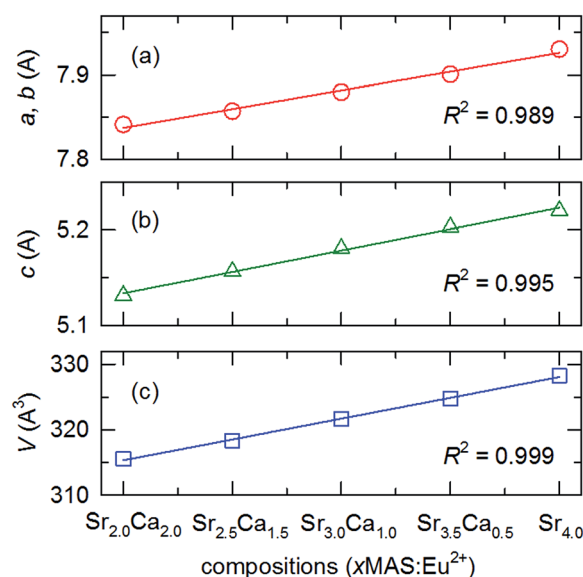 (a)
a, b (A)
7.9
7.8
R² = 0.989
(b)
c (A)
5.2
5.1
R² = 0.995
(c)
V (A³)
330
320
310
R² = 0.999
Sr₂.₀Ca₂.₀ Sr₂.₅Ca₁.₅ Sr₃.₀Ca₁.₀ Sr₃.₅Ca₀.₅ Sr₄.₀
compositions (xMAS:Eu²⁺)